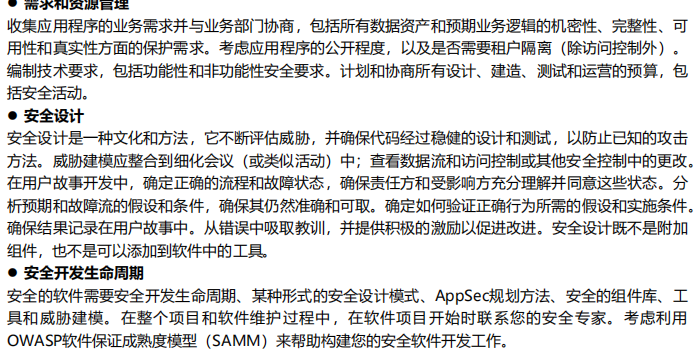 ● 需求和资源管理
收集应用程序的业务需求并与业务部门协商，包括所有数据资产和预期业务逻辑的机密性、完整性、可
用性和真实性方面的保护需求。考虑应用程序的公开程度，以及是否需要租户隔离（除访问控制外）。
编制技术要求，包括功能性和非功能性安全要求。计划和协商所有设计、建造、测试和运营的预算，包
括安全活动。
● 安全设计
安全设计是一种文化和方法，它不断评估威胁，并确保代码经过稳健的设计和测试，以防止已知的攻击
方法。威胁建模应整合到细化会议（或类似活动）中；查看数据流和访问控制或其他安全控制中的更改。
在用户故事开发中，确定正确的流程和故障状态，确保责任方和受影响方充分理解并同意这些状态。分
析预期和故障流的假设和条件，确保其仍然准确和可取。确定如何验证正确行为所需的假设和实施条件。
确保结果记录在用户故事中。从错误中吸取教训，并提供积极的激励以促进改进。安全设计既不是附加
组件，也不是可以添加到软件中的工具。
● 安全开发生命周期
安全的软件需要安全开发生命周期、某种形式的安全设计模式、AppSec规划方法、安全的组件库、工
具和威胁建模。在整个项目和软件维护过程中，在软件项目开始时联系您的安全专家。考虑利用
OWASP软件保证成熟度模型（SAMM）来帮助构建您的安全软件开发工作。